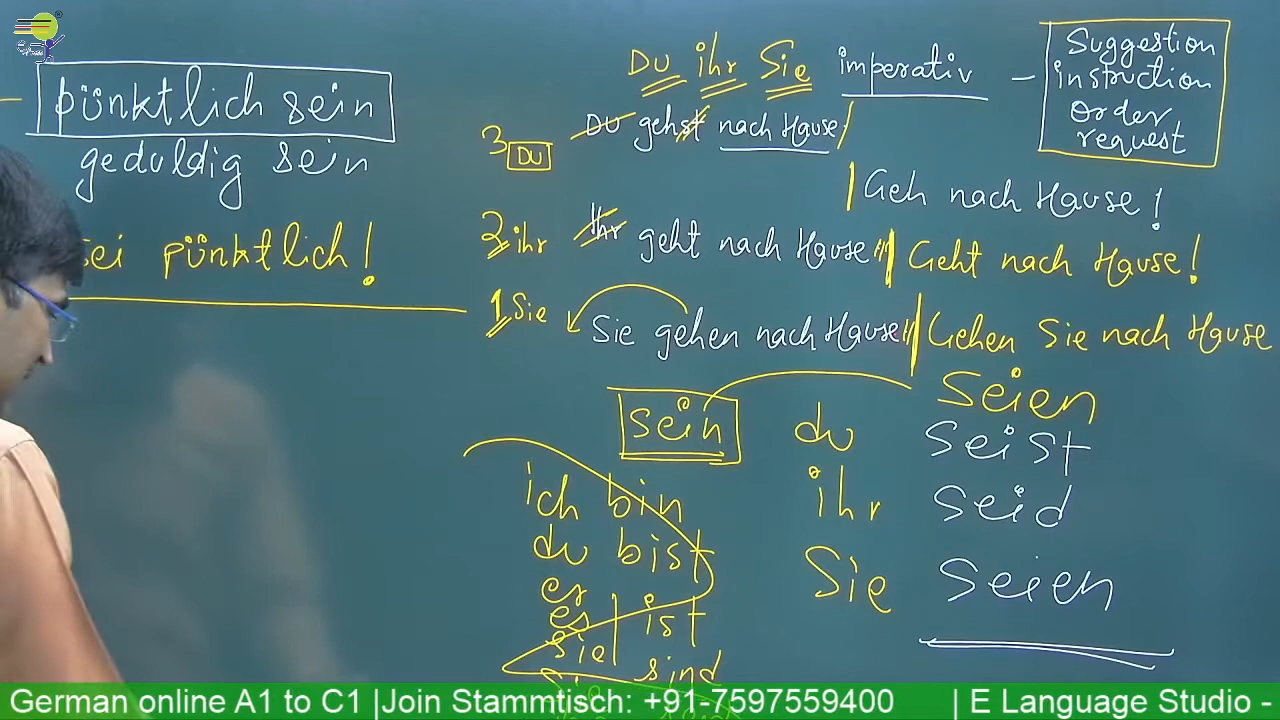 pünktlich sein
geduldig sein
sei pünktlich!
Du ihr Sie imperativ – Suggestion
instruction
order
request
3 Du Du gehst nach Hause
Geh nach Hause!
2 ihr Ihr geht nach Hause Geht nach Hause!
1 Sie Sie gehen nach Hause Gehen Sie nach Hause
sein seien
du seist
ihr seid
Sie seien
ich bin
du bist
er
es ist
sie
sind
German online A1 to C1 |Join Stammtisch: +91-7597559400 | E Language Studio -